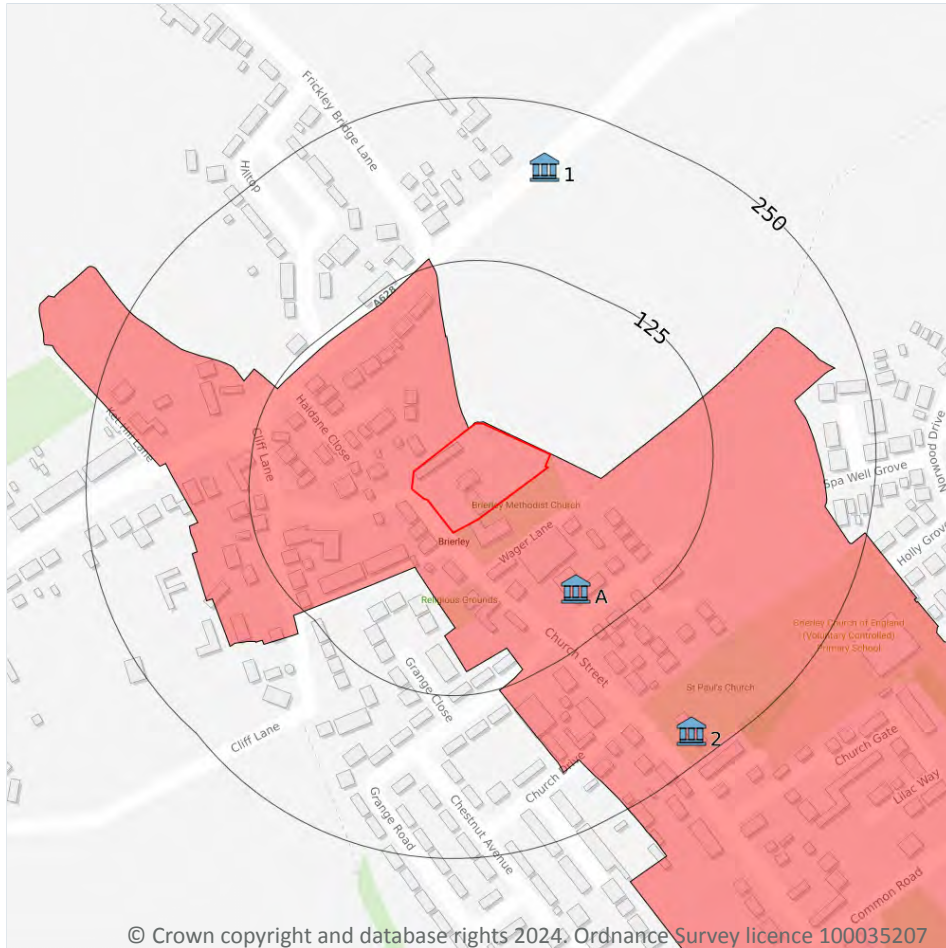 Frickley Bridge Lane
Hilltop
1
250
A628
125
Ket Hill Lane
Cliff Lane
Haldane Close
Spa Well Grove
Norwood Drive
Holly Grove
Brierley Methodist Church
Brierley
Wager Lane
A
Religious Grounds
Church Street
Brierley Church of England
(Voluntary Controlled)
Primary School
Grange Close
St Paul's Church
2
Cliff Lane
Church Gate
Church Drive
Lilac Way
Grange Road
Chestnut Avenue
Common Road
© Crown copyright and database rights 2024. Ordnance Survey licence 100035207